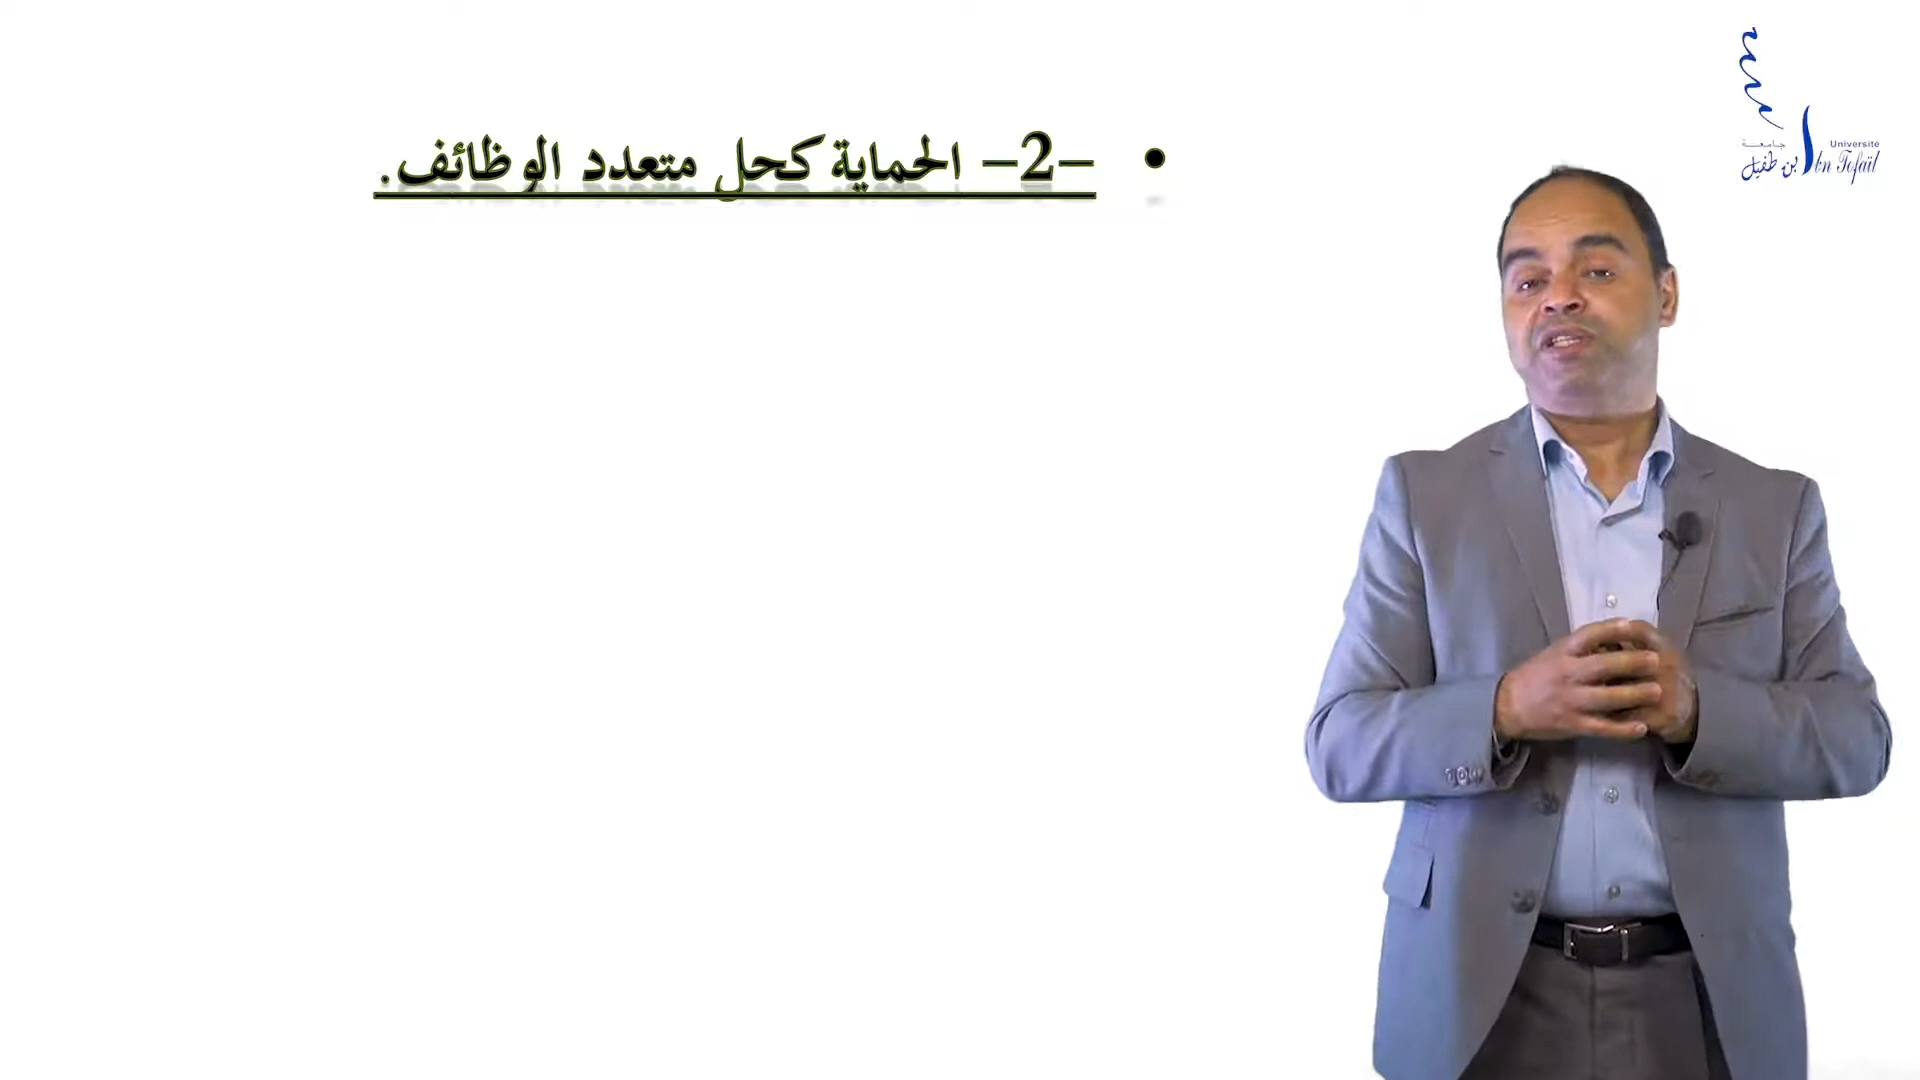 • –2– الحماية كحل متعدد الوظائف.
جامعة
Université
ابن طفيل
Ibn Tofaïl